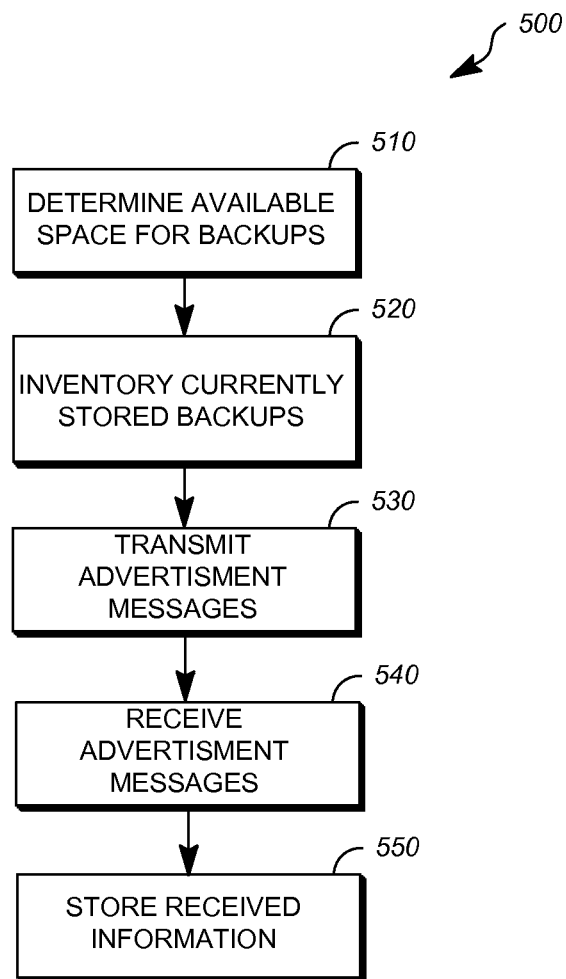 500
510
DETERMINE AVAILABLE
SPACE FOR BACKUPS
520
INVENTORY CURRENTLY
STORED BACKUPS
530
TRANSMIT
ADVERTISMENT
MESSAGES
540
RECEIVE
ADVERTISMENT
MESSAGES
550
STORE RECEIVED
INFORMATION